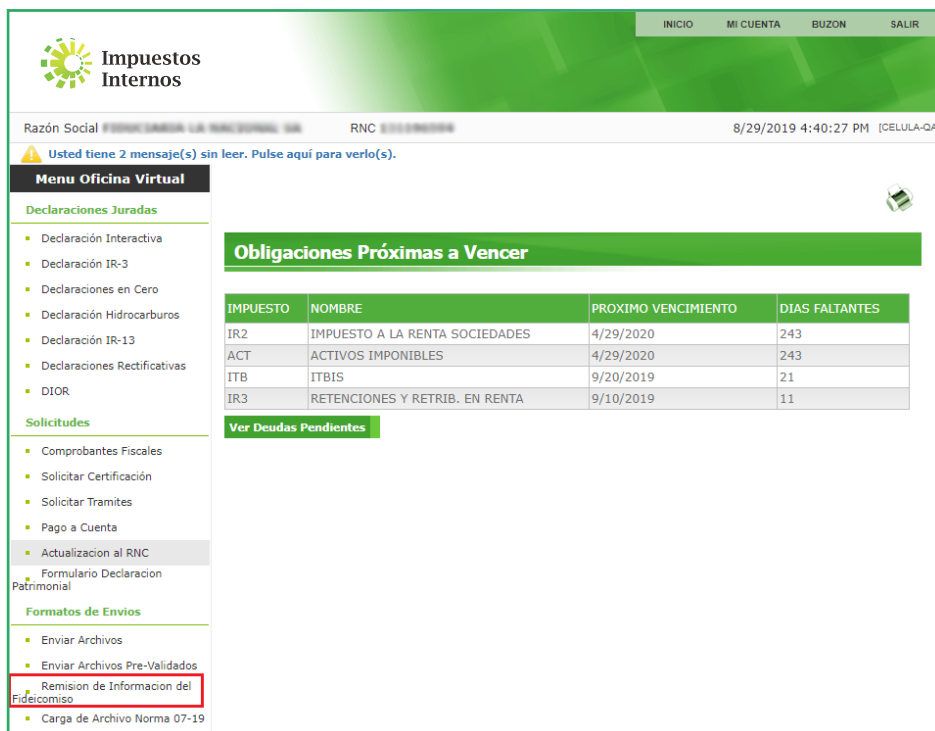 INICIO MI CUENTA BUZON SALIR
Impuestos
Internos
Razón Social RNC 8/29/2019 4:40:27 PM [CELULA-QA
Usted tiene 2 mensaje(s) sin leer. Pulse aquí para verlo(s).
Menu Oficina Virtual
Declaraciones Juradas
Declaración Interactiva
Declaración IR-3
Declaraciones en Cero
Declaración Hidrocarburos
Declaración IR-13
Declaraciones Rectificativas
DIOR
Solicitudes
Comprobantes Fiscales
Solicitar Certificación
Solicitar Tramites
Pago a Cuenta
Actualizacion al RNC
Formulario Declaracion
Patrimonial
Formatos de Envios
Enviar Archivos
Enviar Archivos Pre-Validados
Remision de Informacion del
Fideicomiso
Carga de Archivo Norma 07-19
Obligaciones Próximas a Vencer
IMPUESTO NOMBRE PROXIMO VENCIMIENTO DIAS FALTANTES
IR2 IMPUESTO A LA RENTA SOCIEDADES 4/29/2020 243
ACT ACTIVOS IMPONIBLES 4/29/2020 243
ITB ITBIS 9/20/2019 21
IR3 RETENCIONES Y RETRIB. EN RENTA 9/10/2019 11
Ver Deudas Pendientes